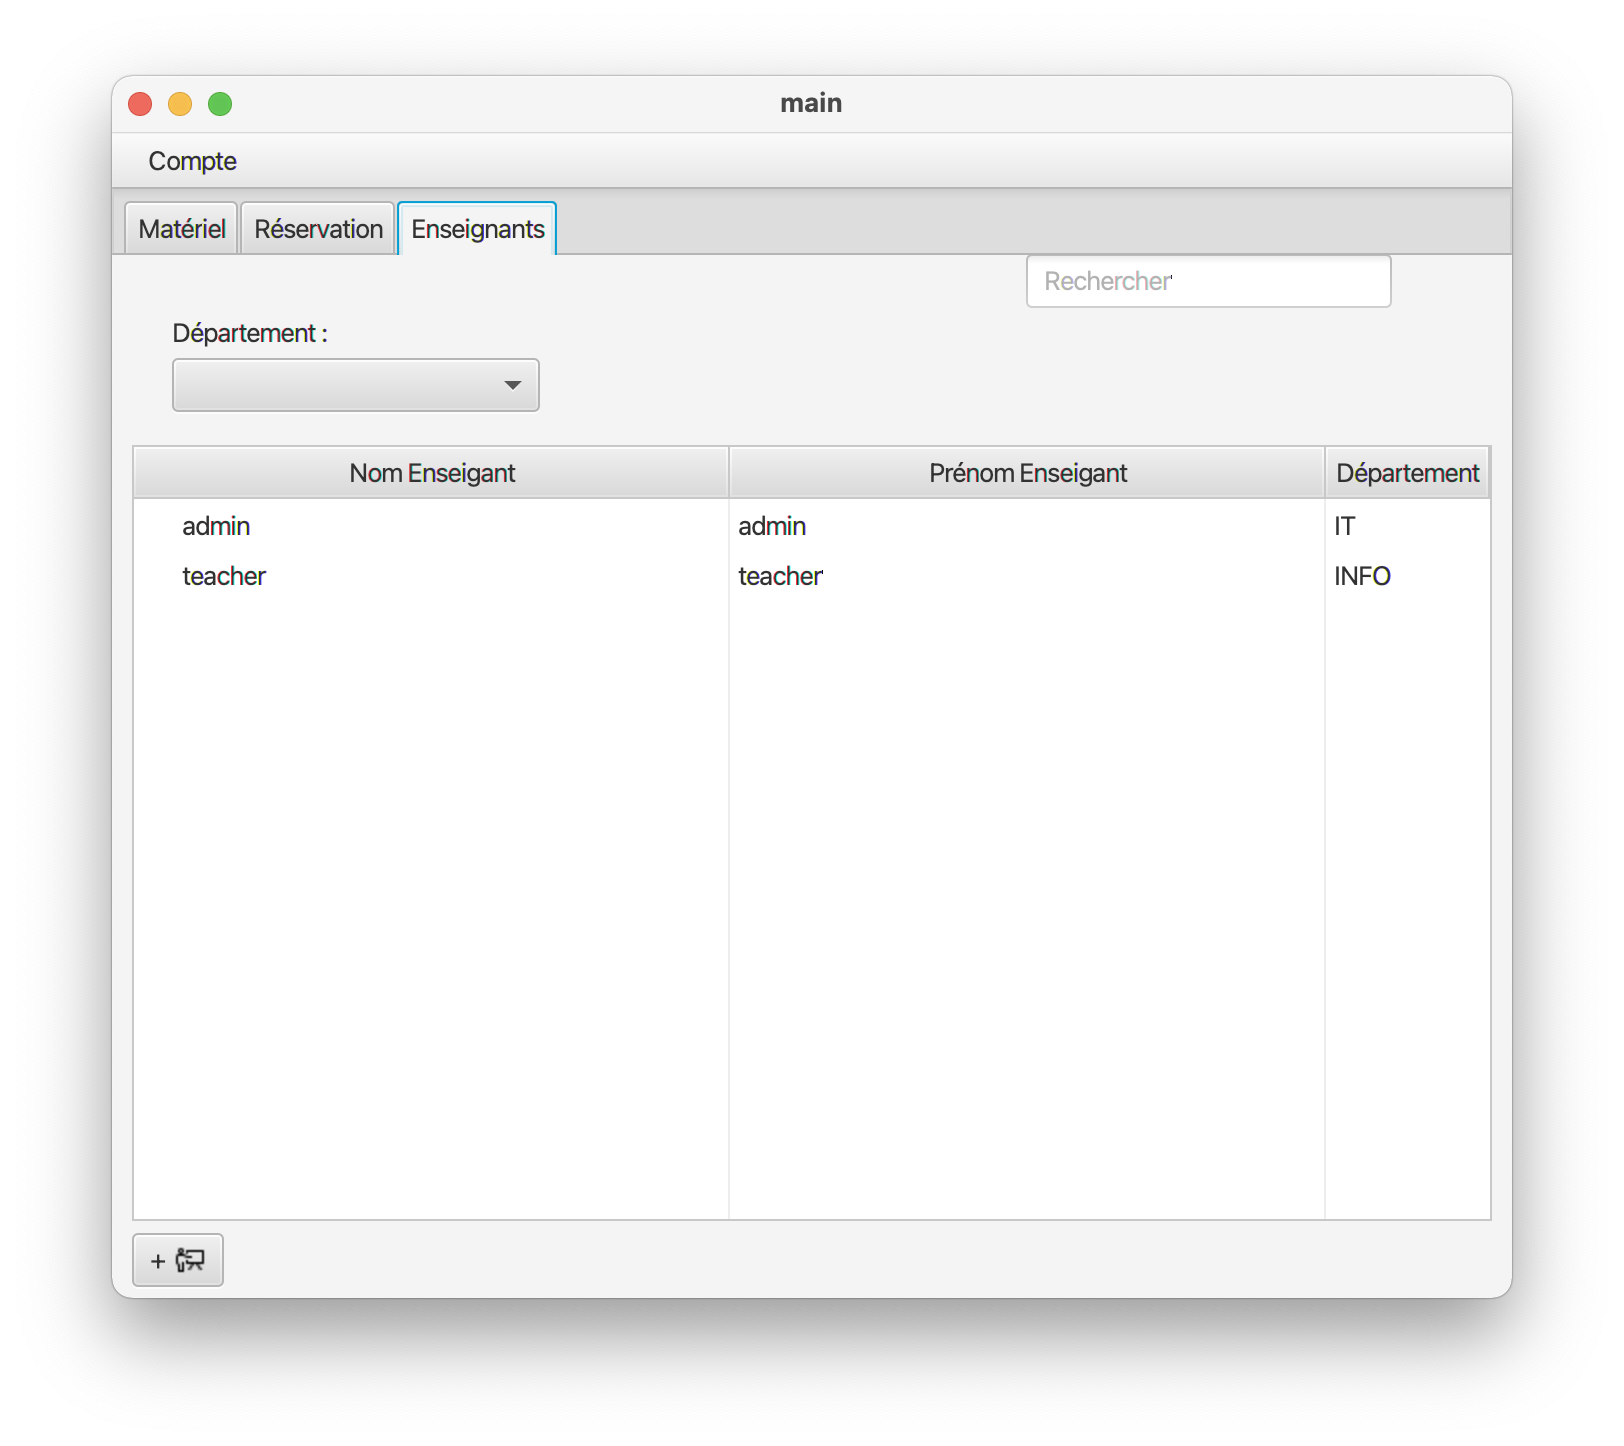 main
Compte
Matériel Réservation Enseignants
Rechercher
Département :
Nom Enseigant Prénom Enseigant Département
admin admin IT
teacher teacher INFO
+